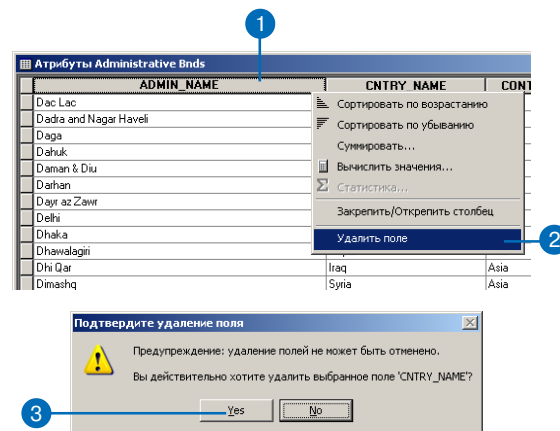 1
Атрибуты Administrative Bnds
ADMIN_NAME CNTRY_NAME CONT
Dac Lac
Dadra and Nagar Haveli
Daga
Dahuk
Daman & Diu
Darhan
Dayr az Zawr
Delhi
Dhaka
Dhawalagiri
Dhi Qar Iraq Asia
Dimashq Syria Asia
Сортировать по возрастанию
Сортировать по убыванию
Суммировать...
Вычислить значения...
Статистика...
Закрепить/Открепить столбец
Удалить поле
2
Подтвердите удаление поля
Предупреждение: удаление полей не может быть отменено.
Вы действительно хотите удалить выбранное поле 'CNTRY_NAME'?
3
Yes No